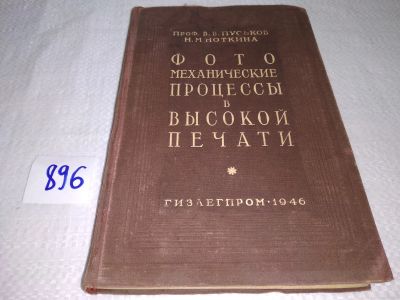 ПРОФ. В.В. ПУСЬКОВ
Н.М. НОТКИНА
ФОТО
МЕХАНИЧЕСКИЕ
ПРОЦЕССЫ
В
ВЫСОКОЙ
ПЕЧАТИ
ГИЗЛЕГПРОМ · 1946
896